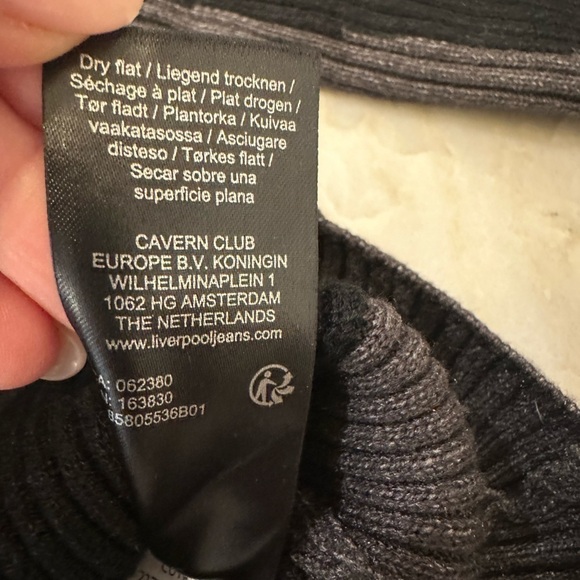 Dry flat / Liegend trocknen /
Séchage à plat / Plat drogen /
Tør fladt / Plantorka / Kuivaa
vaakatasossa / Asciugare
disteso / Tørkes flatt /
Secar sobre una
superficie plana
CAVERN CLUB
EUROPE B.V. KONINGIN
WILHELMINAPLEIN 1
1062 HG AMSTERDAM
THE NETHERLANDS
www.liverpooljeans.com
062380
163830
5805536B01